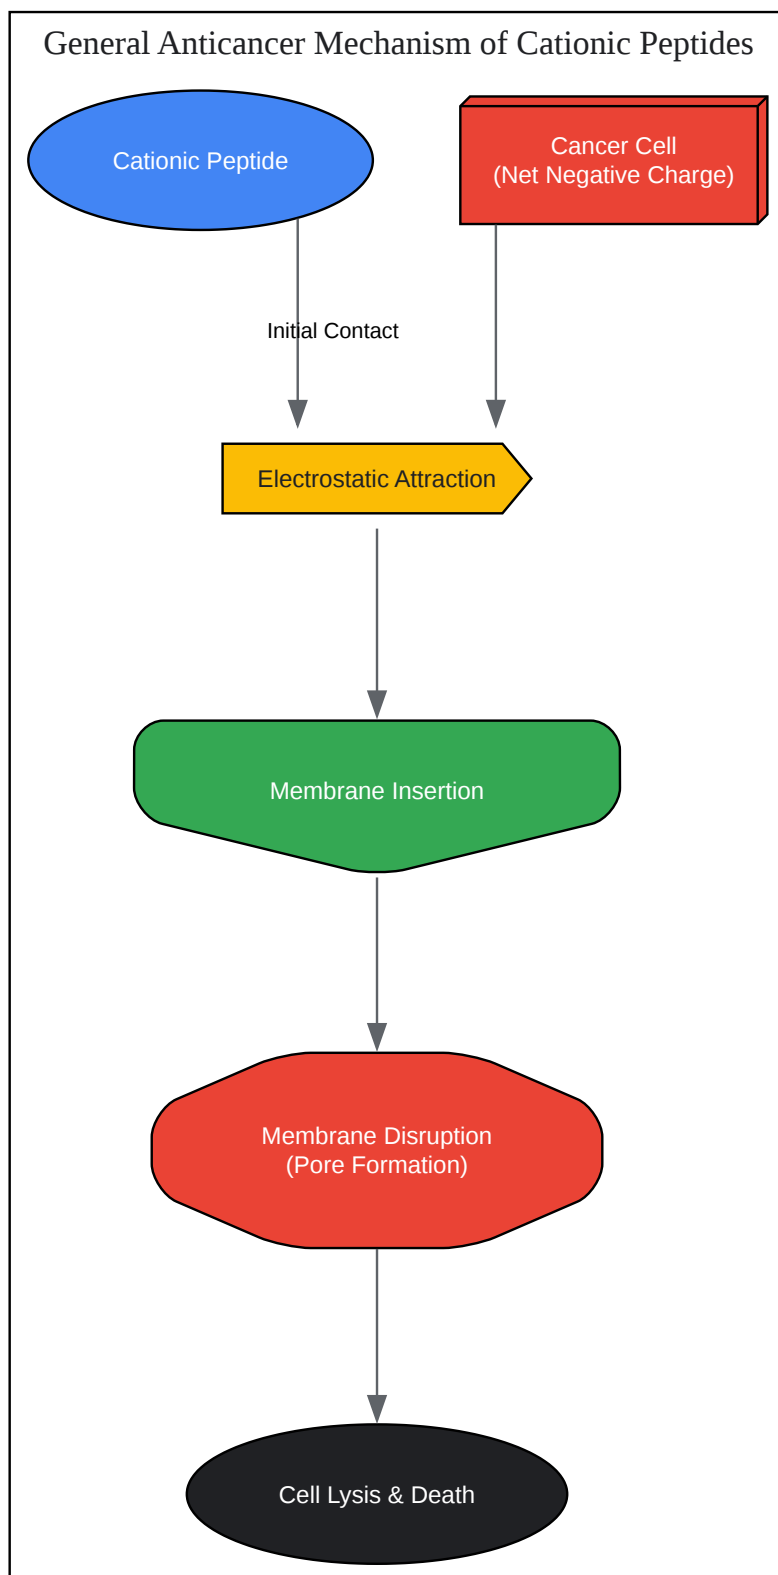 General Anticancer Mechanism of Cationic Peptides
Cationic Peptide
Cancer Cell
(Net Negative Charge)
Initial Contact
Electrostatic Attraction
Membrane Insertion
Membrane Disruption
(Pore Formation)
Cell Lysis & Death